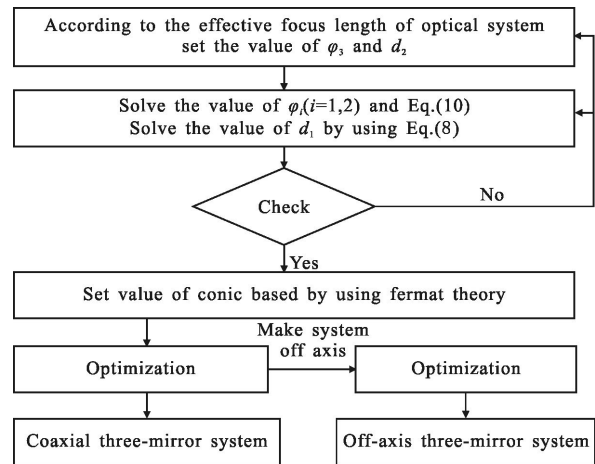 According to the effective focus length of optical system
set the value of φ₃ and d₂
Solve the value of φᵢ(i=1,2) and Eq.(10)
Solve the value of d₁ by using Eq.(8)
Check
No
Yes
Set value of conic based by using fermat theory
Make system
off axis
Optimization
Optimization
Coaxial three-mirror system
Off-axis three-mirror system